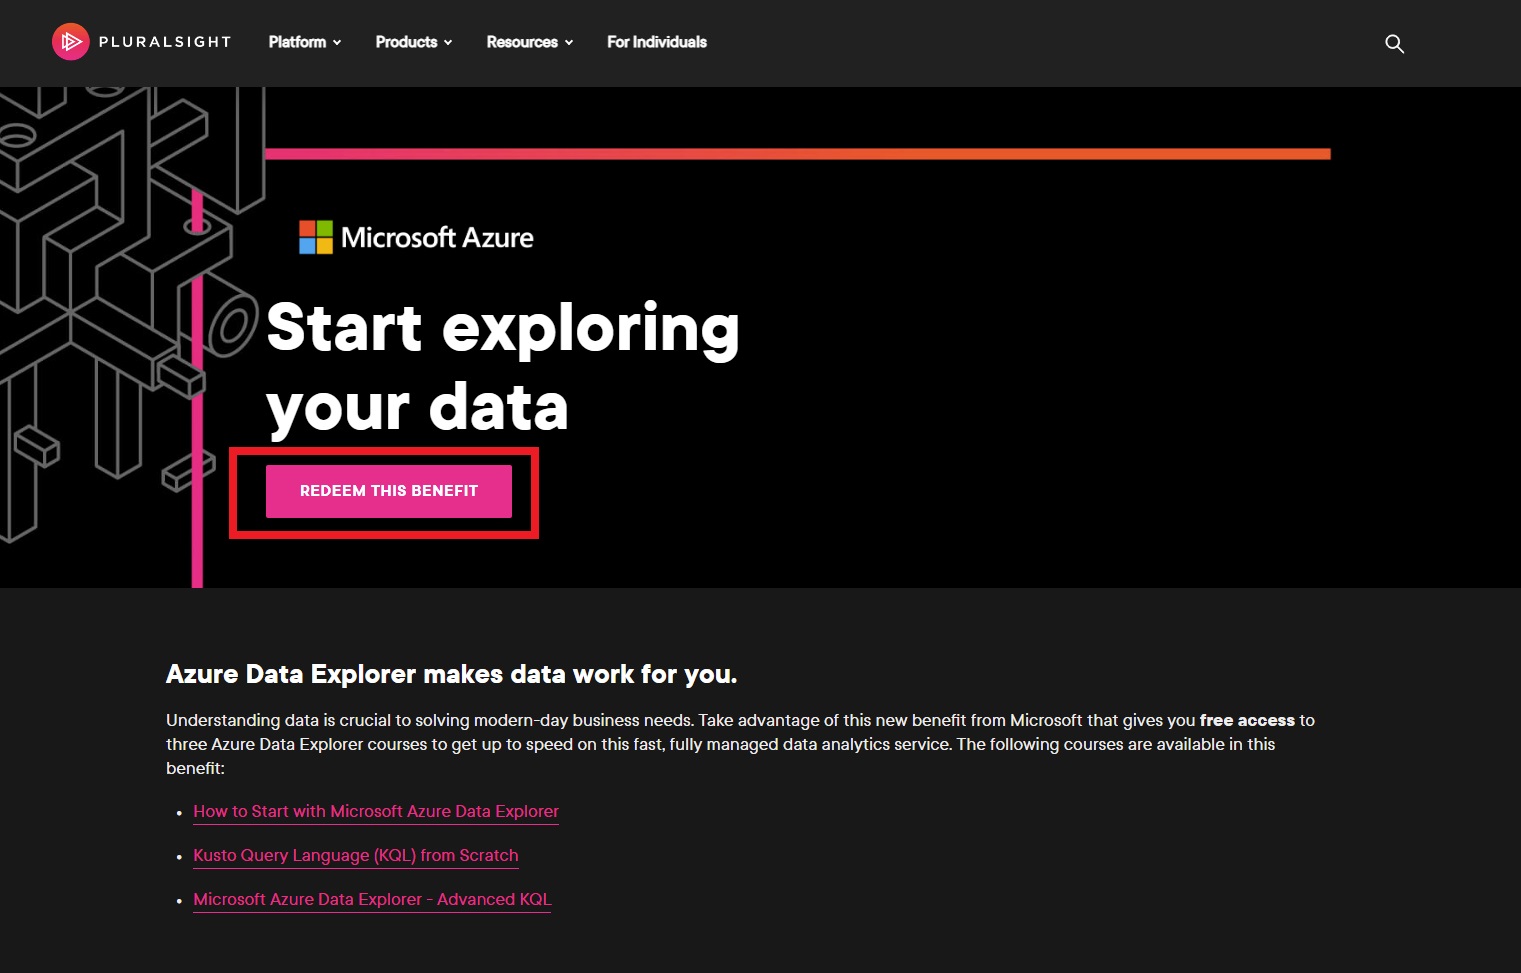 PLURALSIGHT Platform Products Resources For Individuals
Microsoft Azure
Start exploring
your data
REDEEM THIS BENEFIT
Azure Data Explorer makes data work for you.
Understanding data is crucial to solving modern-day business needs. Take advantage of this new benefit from Microsoft that gives you free access to
three Azure Data Explorer courses to get up to speed on this fast, fully managed data analytics service. The following courses are available in this
benefit:
• How to Start with Microsoft Azure Data Explorer
• Kusto Query Language (KQL) from Scratch
• Microsoft Azure Data Explorer - Advanced KQL